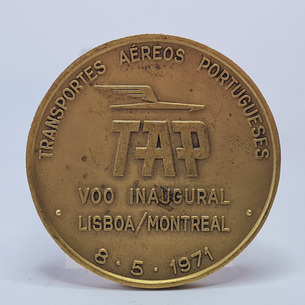 TRANSPORTES AÉREOS PORTUGUESES
TAP
VOO INAUGURAL
LISBOA/MONTREAL
8·5·1971